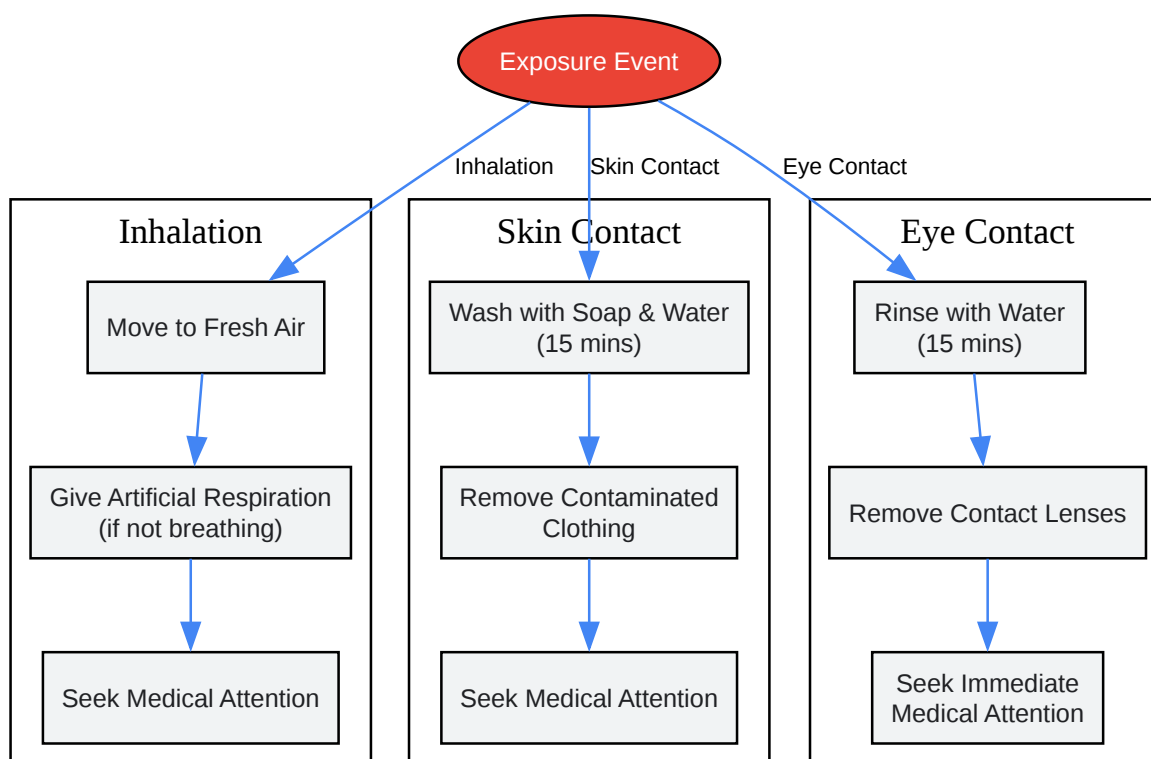 Exposure Event
Inhalation
Skin Contact
Eye Contact
Inhalation
Skin Contact
Eye Contact
Move to Fresh Air
Wash with Soap & Water
(15 mins)
Rinse with Water
(15 mins)
Give Artificial Respiration
(if not breathing)
Remove Contaminated
Clothing
Remove Contact Lenses
Seek Medical Attention
Seek Medical Attention
Seek Immediate
Medical Attention